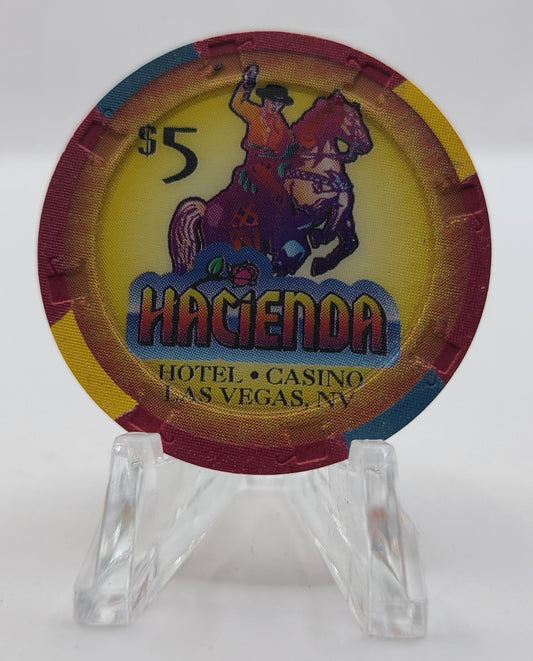 $5
HACiENDA
HOTEL • CASINO
LAS VEGAS, NV